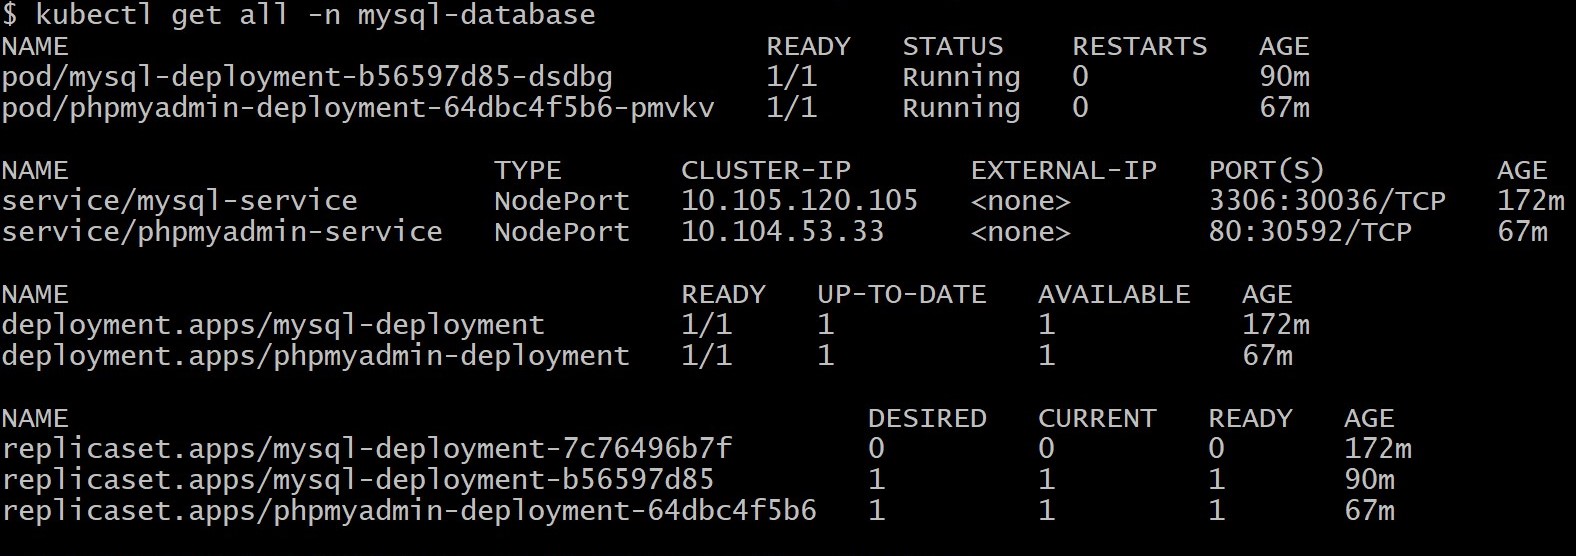 $ kubectl get all -n mysql-database
NAME READY STATUS RESTARTS AGE
pod/mysql-deployment-b56597d85-dsdbg 1/1 Running 0 90m
pod/phpmyadmin-deployment-64dbc4f5b6-pmvkv 1/1 Running 0 67m
NAME TYPE CLUSTER-IP EXTERNAL-IP PORT(S) AGE
service/mysql-service NodePort 10.105.120.105 <none> 3306:30036/TCP 172m
service/phpmyadmin-service NodePort 10.104.53.33 <none> 80:30592/TCP 67m
NAME READY UP-TO-DATE AVAILABLE AGE
deployment.apps/mysql-deployment 1/1 1 1 172m
deployment.apps/phpmyadmin-deployment 1/1 1 1 67m
NAME DESIRED CURRENT READY AGE
replicaset.apps/mysql-deployment-7c76496b7f 0 0 0 172m
replicaset.apps/mysql-deployment-b56597d85 1 1 1 90m
replicaset.apps/phpmyadmin-deployment-64dbc4f5b6 1 1 1 67m